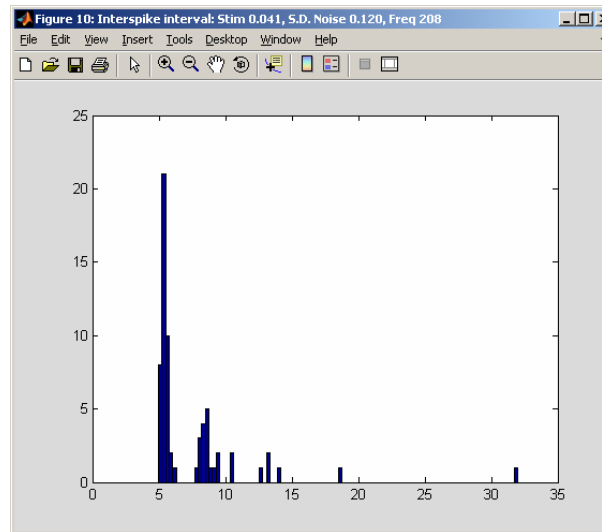 Figure 10: Interspike interval: Stim 0.041, S.D. Noise 0.120, Freq 208
File Edit View Insert Tools Desktop Window Help
25
20
15
10
5
0
0 5 10 15 20 25 30 35